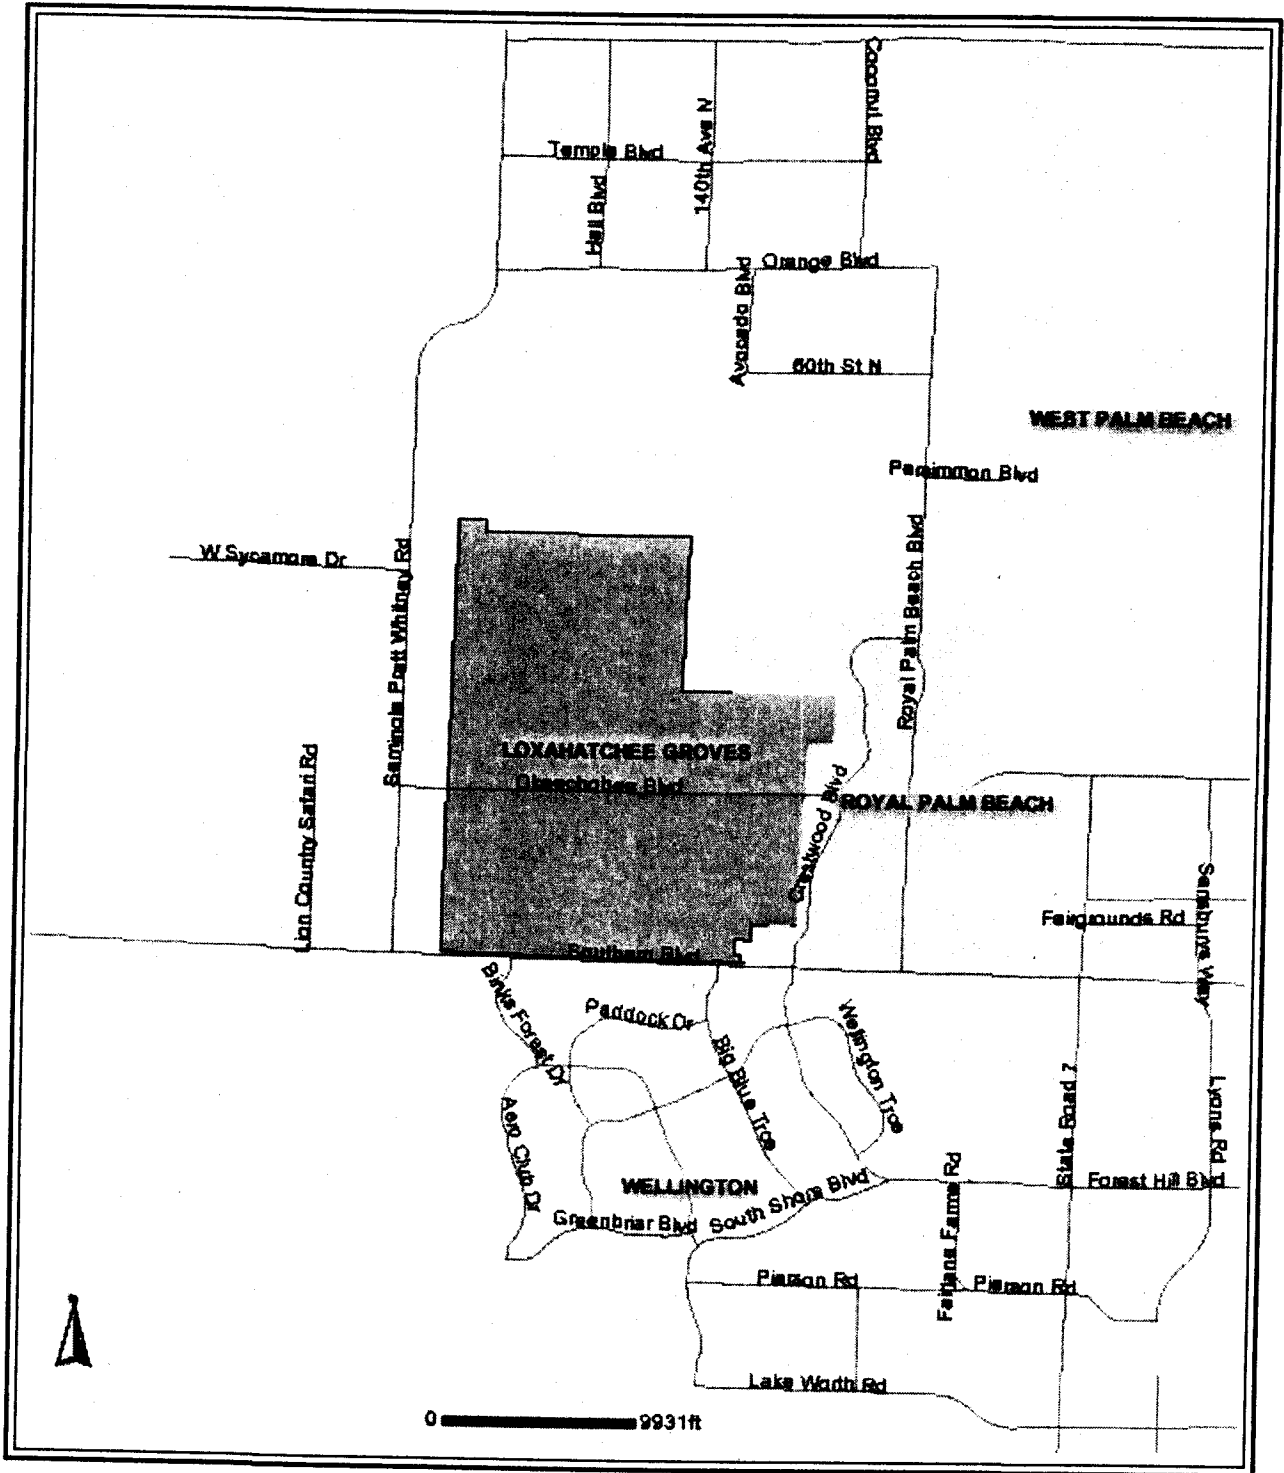 Coconut Blvd
140th Ave N
Temple Blvd
Hall Blvd
Orange Blvd
Avocado Blvd
60th St N
WEST PALM BEACH
Persimmon Blvd
Royal Palm Beach Blvd
W Sycamore Dr
Seminole Pratt Whitney Rd
LOXAHATCHEE GROVES
Okeechobee Blvd
Lion Country Safari Rd
Crestwood Blvd
ROYAL PALM BEACH
Sansburys Way
Fairgrounds Rd
Southern Blvd
Binks Forest Dr
Paddock Dr
Big Blue Trce
Wellington Trce
State Road 7
Lyons Rd
Aero Club Dr
WELLINGTON
South Shore Blvd
Forest Hill Blvd
Greenbriar Blvd
Fairlane Farms Rd
Pierson Rd
Pierson Rd
Lake Worth Rd
0 9931ft